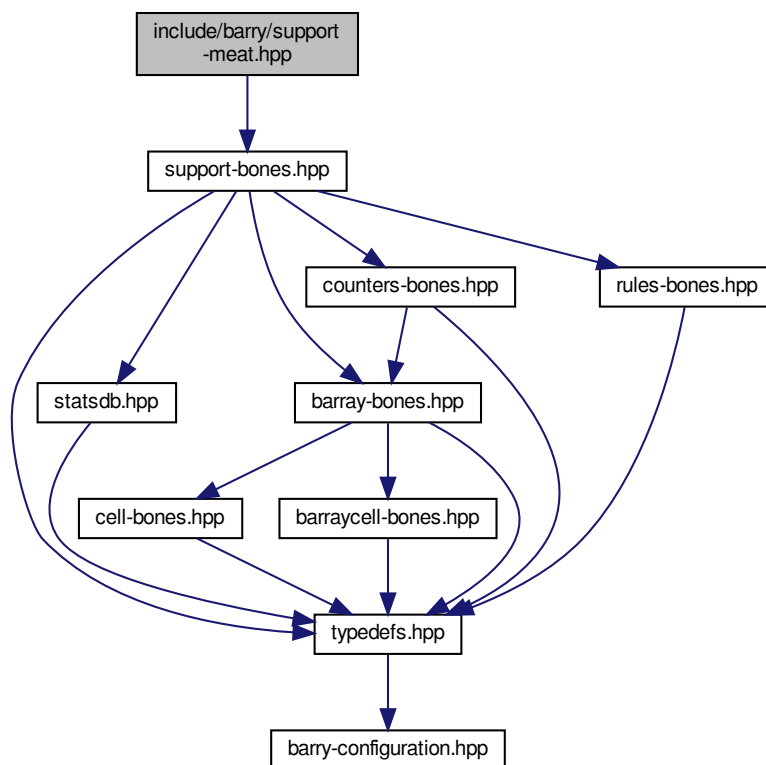 include/barry/support
-meat.hpp
support-bones.hpp
counters-bones.hpp
rules-bones.hpp
statsdb.hpp
barray-bones.hpp
cell-bones.hpp
barraycell-bones.hpp
typedefs.hpp
barry-configuration.hpp